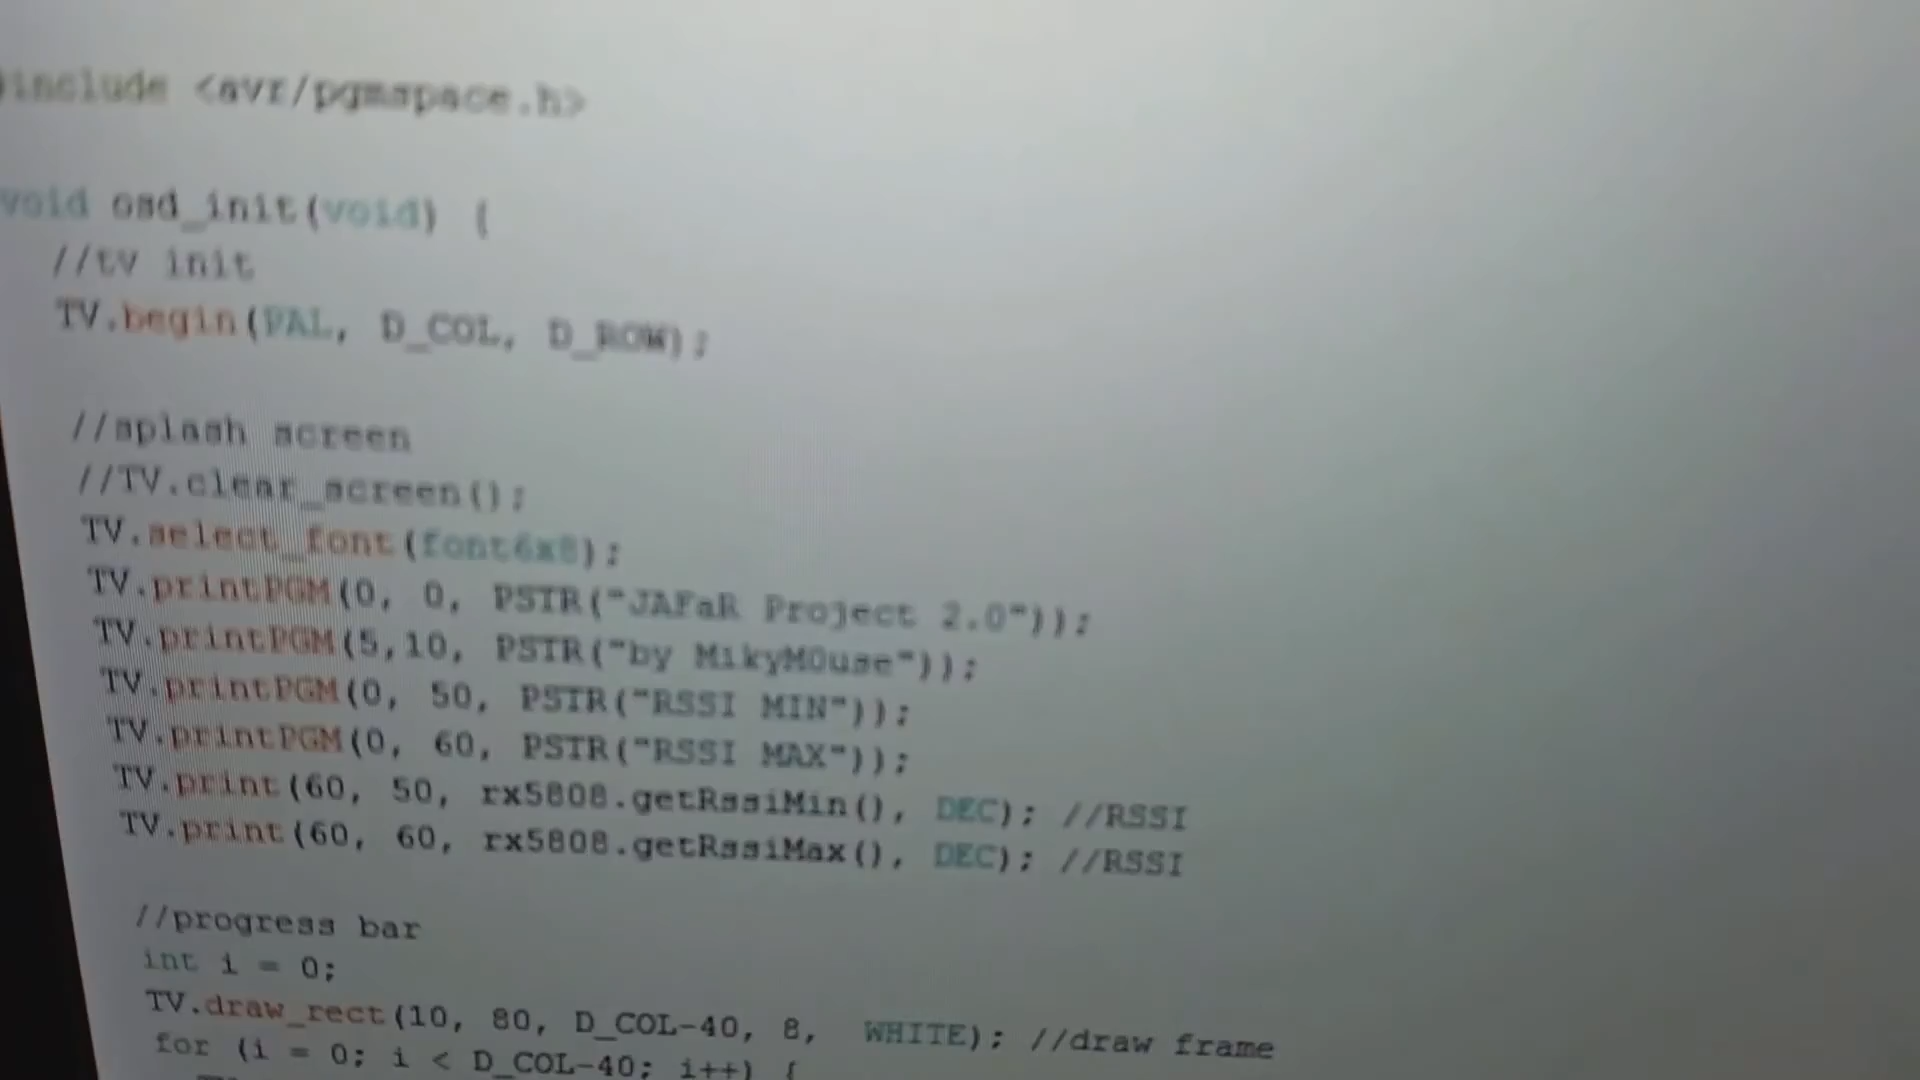 #include <avr/pgmspace.h>
void osd_init(void) {
//tv init
TV.begin(PAL, D_COL, D_ROW);
//splash screen
//TV.clear_screen();
TV.select_font(font6x8);
TV.printPGM(0, 0, PSTR("JAFaR Project 2.0"));
TV.printPGM(5,10, PSTR("by MikyM0use"));
TV.printPGM(0, 50, PSTR("RSSI MIN"));
TV.printPGM(0, 60, PSTR("RSSI MAX"));
TV.print(60, 50, rx5808.getRssiMin(), DEC); //RSSI
TV.print(60, 60, rx5808.getRssiMax(), DEC); //RSSI
//progress bar
int i = 0;
TV.draw_rect(10, 80, D_COL-40, 8,  WHITE); //draw frame
for (i = 0; i < D_COL-40; i++) {